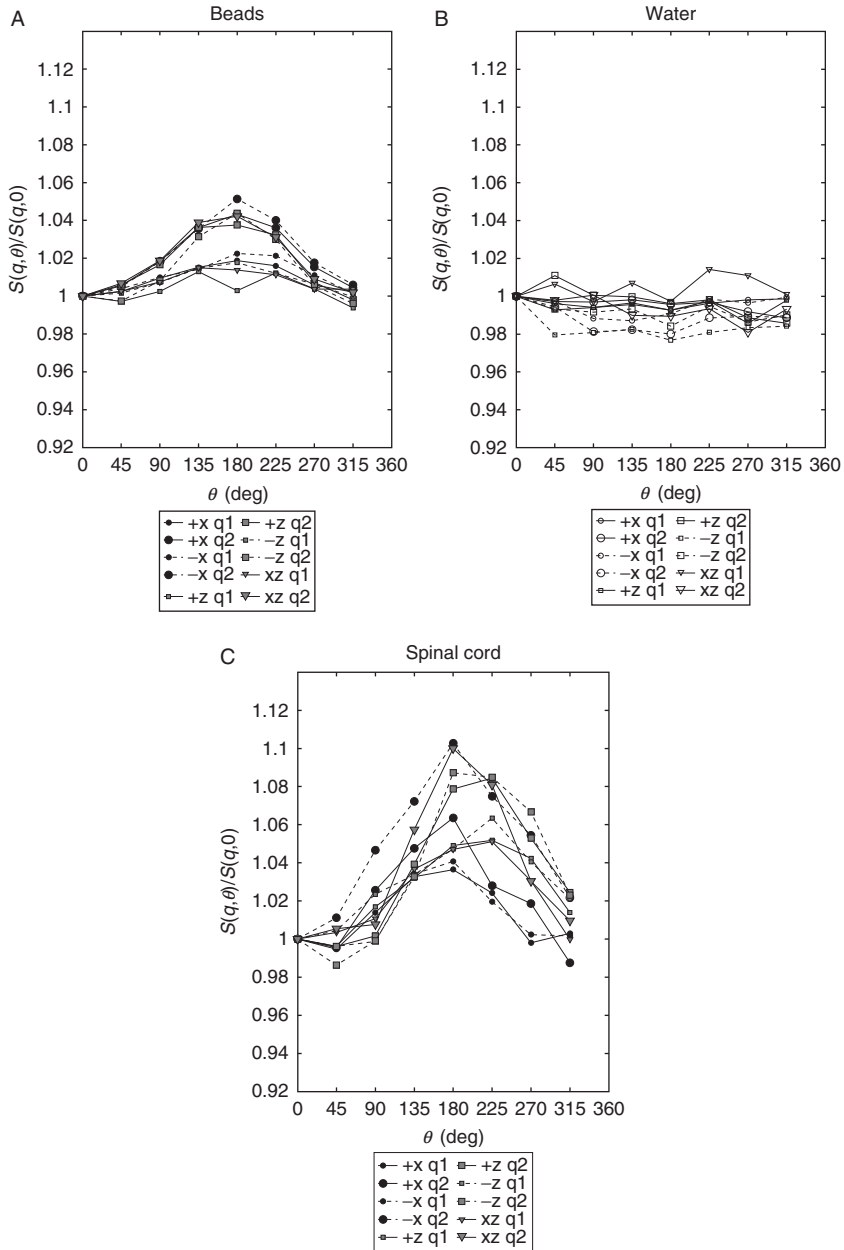 A
Beads
1.12
1.1
1.08
1.06
1.04
1.02
1
0.98
0.96
0.94
0.92
S(q,θ)/S(q,0)
0 45 90 135 180 225 270 315 360
θ (deg)
+x q1 +z q2
+x q2 −z q1
−x q1 −z q2
−x q2 xz q1
+z q1 xz q2
B
Water
1.12
1.1
1.08
1.06
1.04
1.02
1
0.98
0.96
0.94
0.92
S(q,θ)/S(q,0)
0 45 90 135 180 225 270 315 360
θ (deg)
+x q1 +z q2
+x q2 −z q1
−x q1 −z q2
−x q2 xz q1
+z q1 xz q2
C
Spinal cord
1.12
1.1
1.08
1.06
1.04
1.02
1
0.98
0.96
0.94
0.92
S(q,θ)/S(q,0)
0 45 90 135 180 225 270 315 360
θ (deg)
+x q1 +z q2
+x q2 −z q1
−x q1 −z q2
−x q2 xz q1
+z q1 xz q2